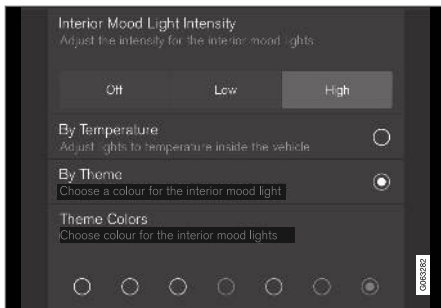 Interior Mood Light Intensity
Adjust the intensity for the interior mood lights
Off Low High
By Temperature
Adjust lights to temperature inside the vehicle
By Theme
Choose a colour for the interior mood light
Theme Colors
Choose colour for the interior mood lights
G063282